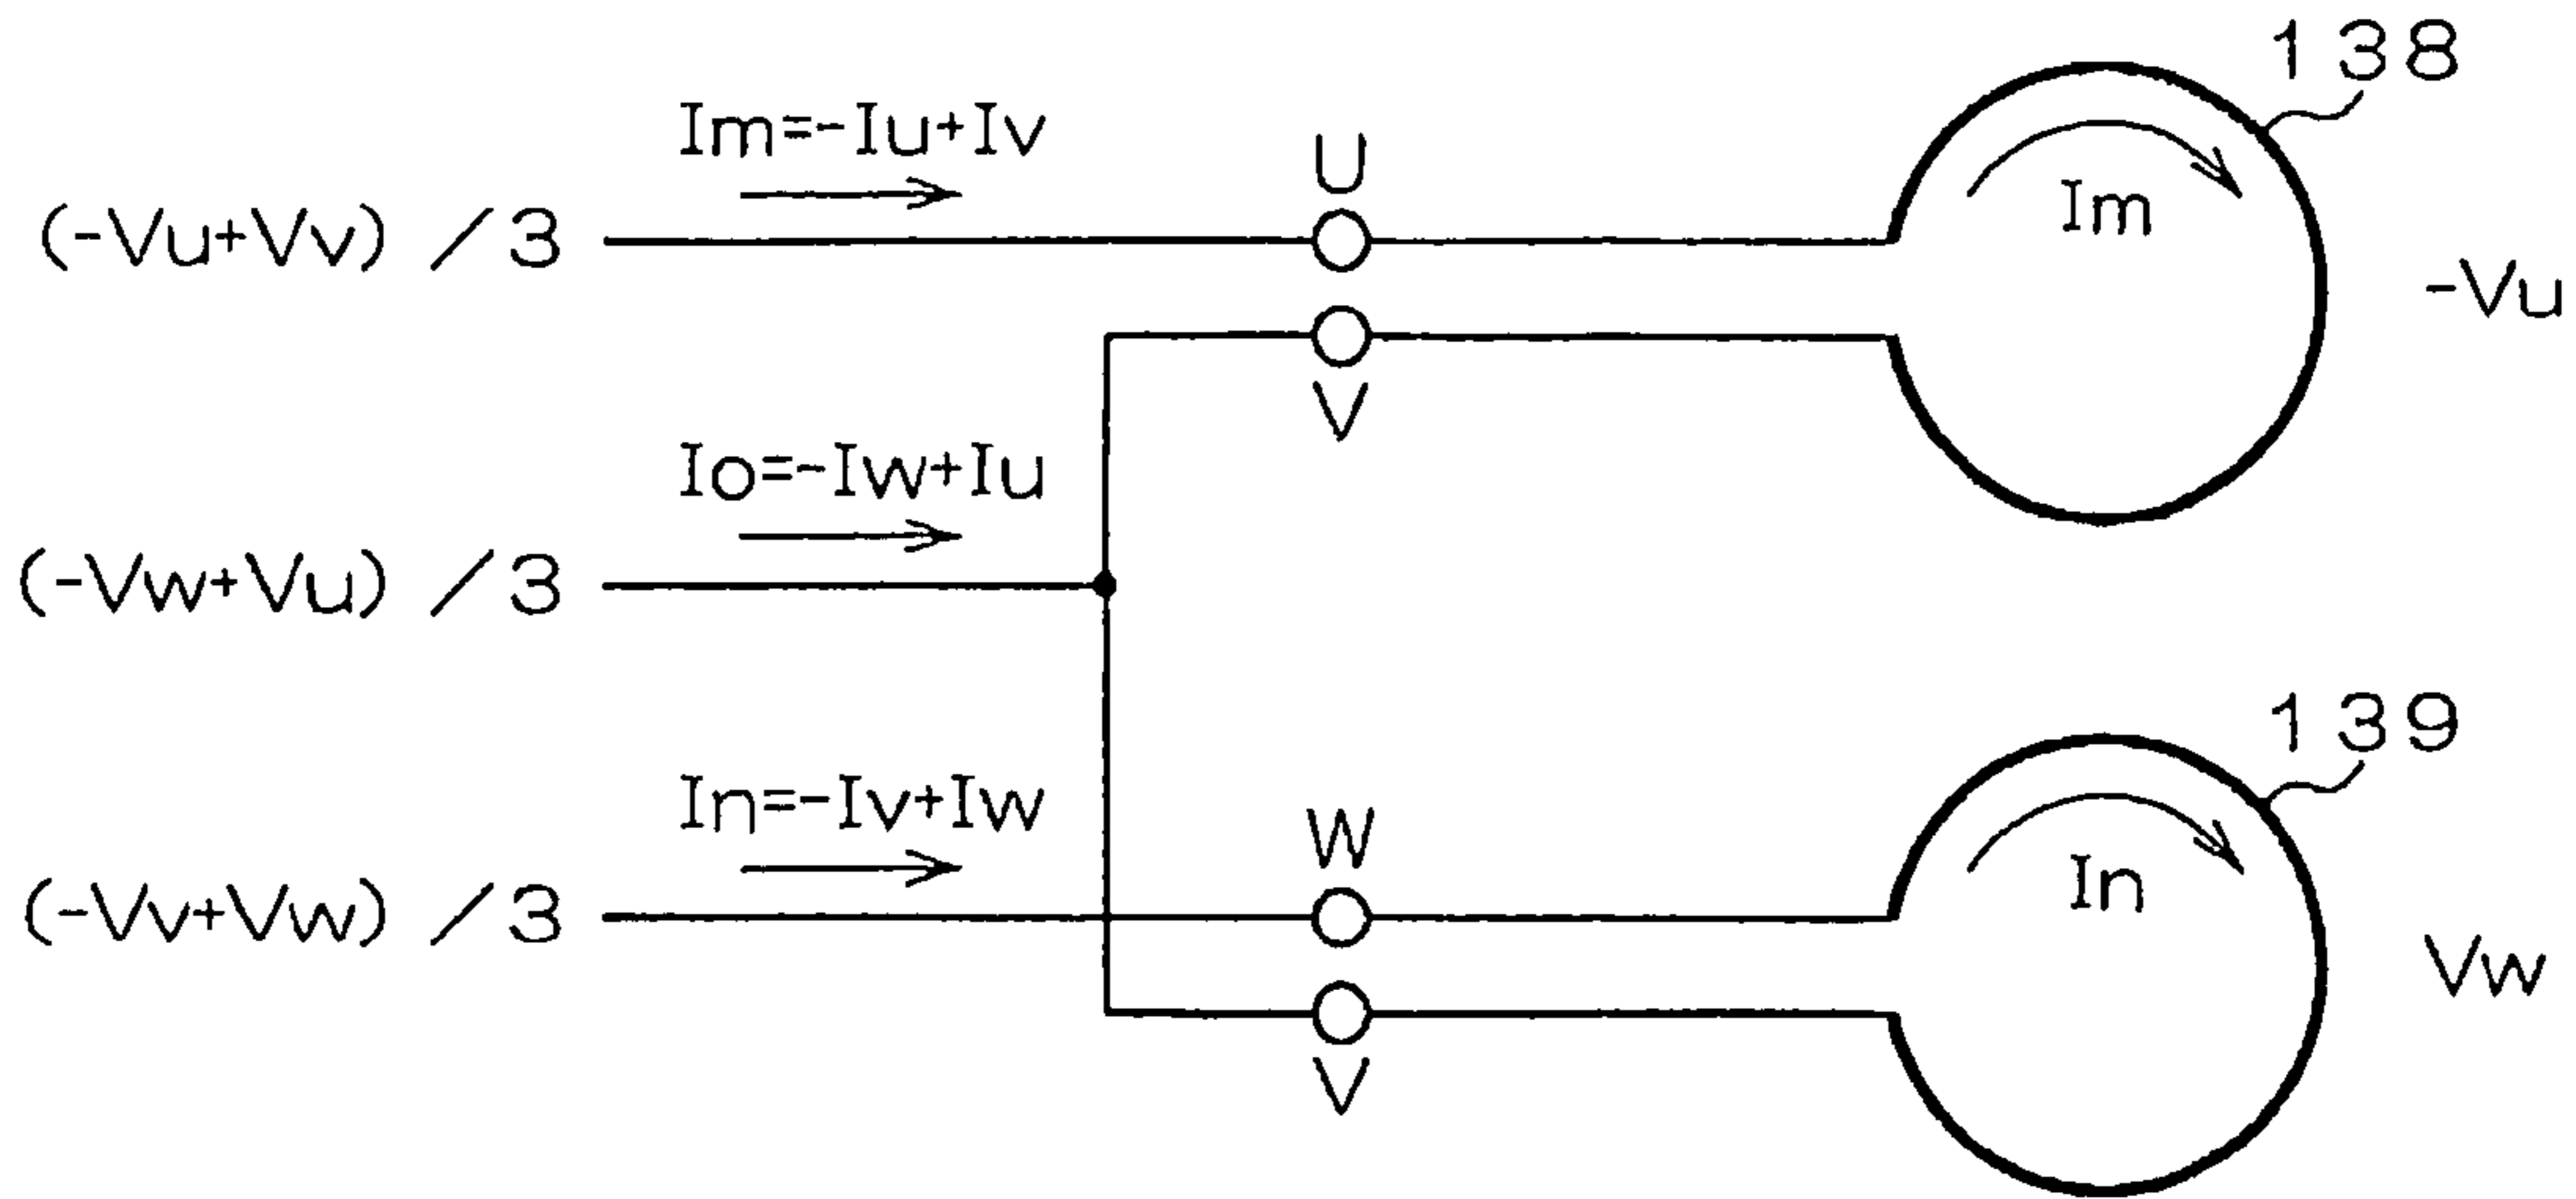 138
Im=-Iu+Iv
U
(-Vu+Vv) /3
Im
-Vu
V
Io=-Iw+Iu
(-Vw+Vu) /3
139
In=-Iv+Iw
W
(-Vv+Vw) /3
In
Vw
V